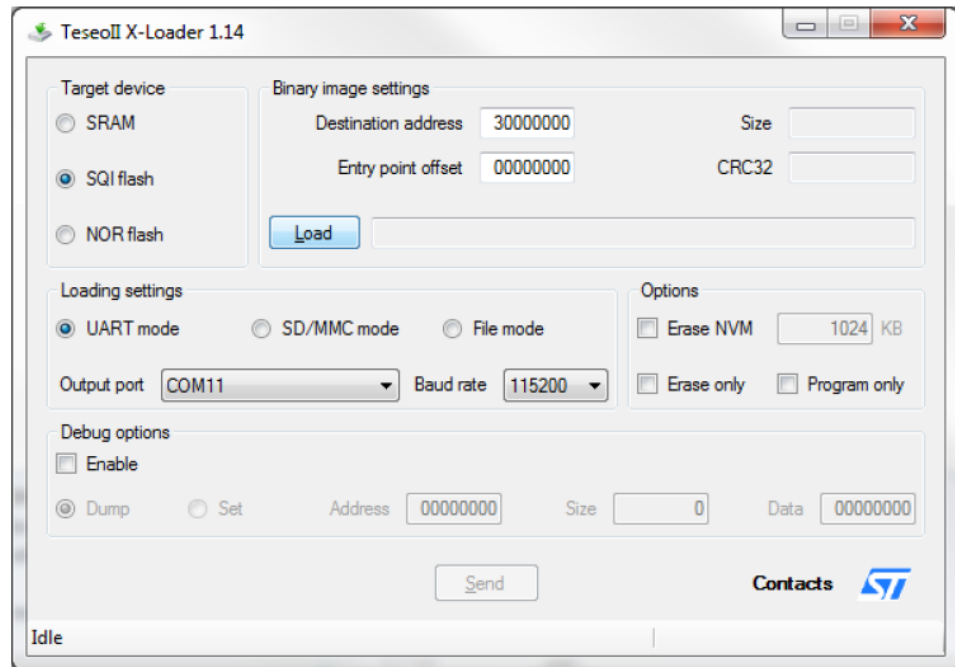 TeseoII X-Loader 1.14
Target device
SRAM
SQI flash
NOR flash
Binary image settings
Destination address 30000000 Size
Entry point offset 00000000 CRC32
Load
Loading settings
UART mode SD/MMC mode File mode
Output port COM11 Baud rate 115200
Options
Erase NVM 1024 KB
Erase only Program only
Debug options
Enable
Dump Set Address 00000000 Size 0 Data 00000000
Send Contacts ST
Idle